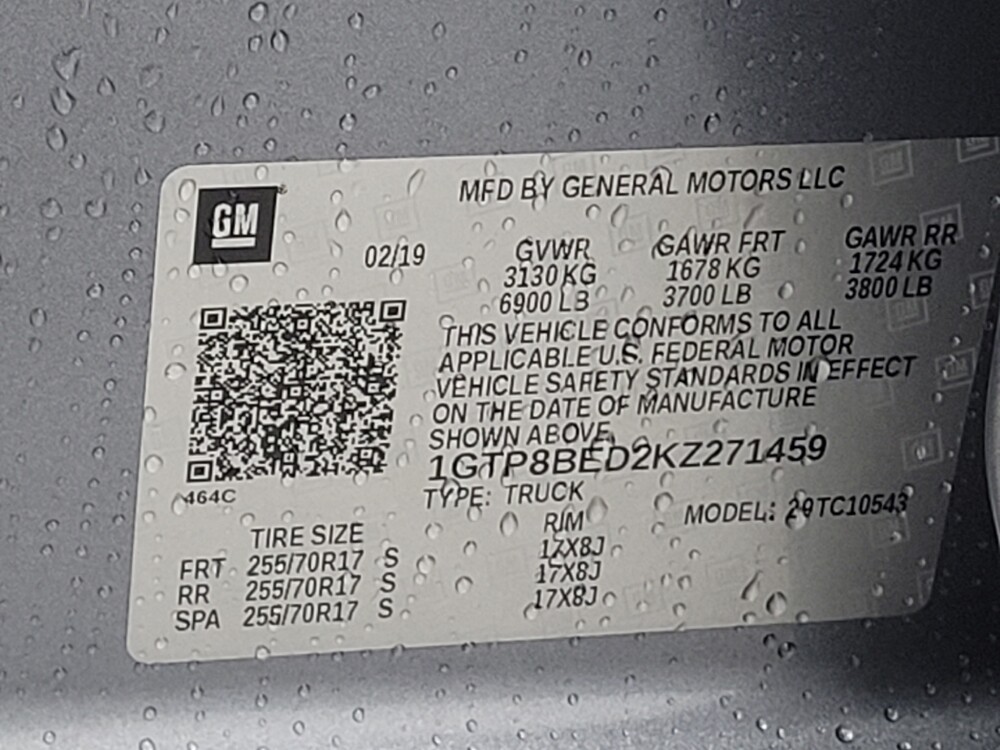 GM
MFD BY GENERAL MOTORS LLC
02/19
GVWR GAWR FRT GAWR RR
3130 KG 1678 KG 1724 KG
6900 LB 3700 LB 3800 LB
THIS VEHICLE CONFORMS TO ALL
APPLICABLE U.S. FEDERAL MOTOR
VEHICLE SAFETY STANDARDS IN EFFECT
ON THE DATE OF MANUFACTURE
SHOWN ABOVE.
1GTP8BED2KZ271459
464C
TYPE: TRUCK
MODEL: 20TC10543
TIRE SIZE RIM
FRT 255/70R17 S 17X8J
RR 255/70R17 S 17X8J
SPA 255/70R17 S 17X8J